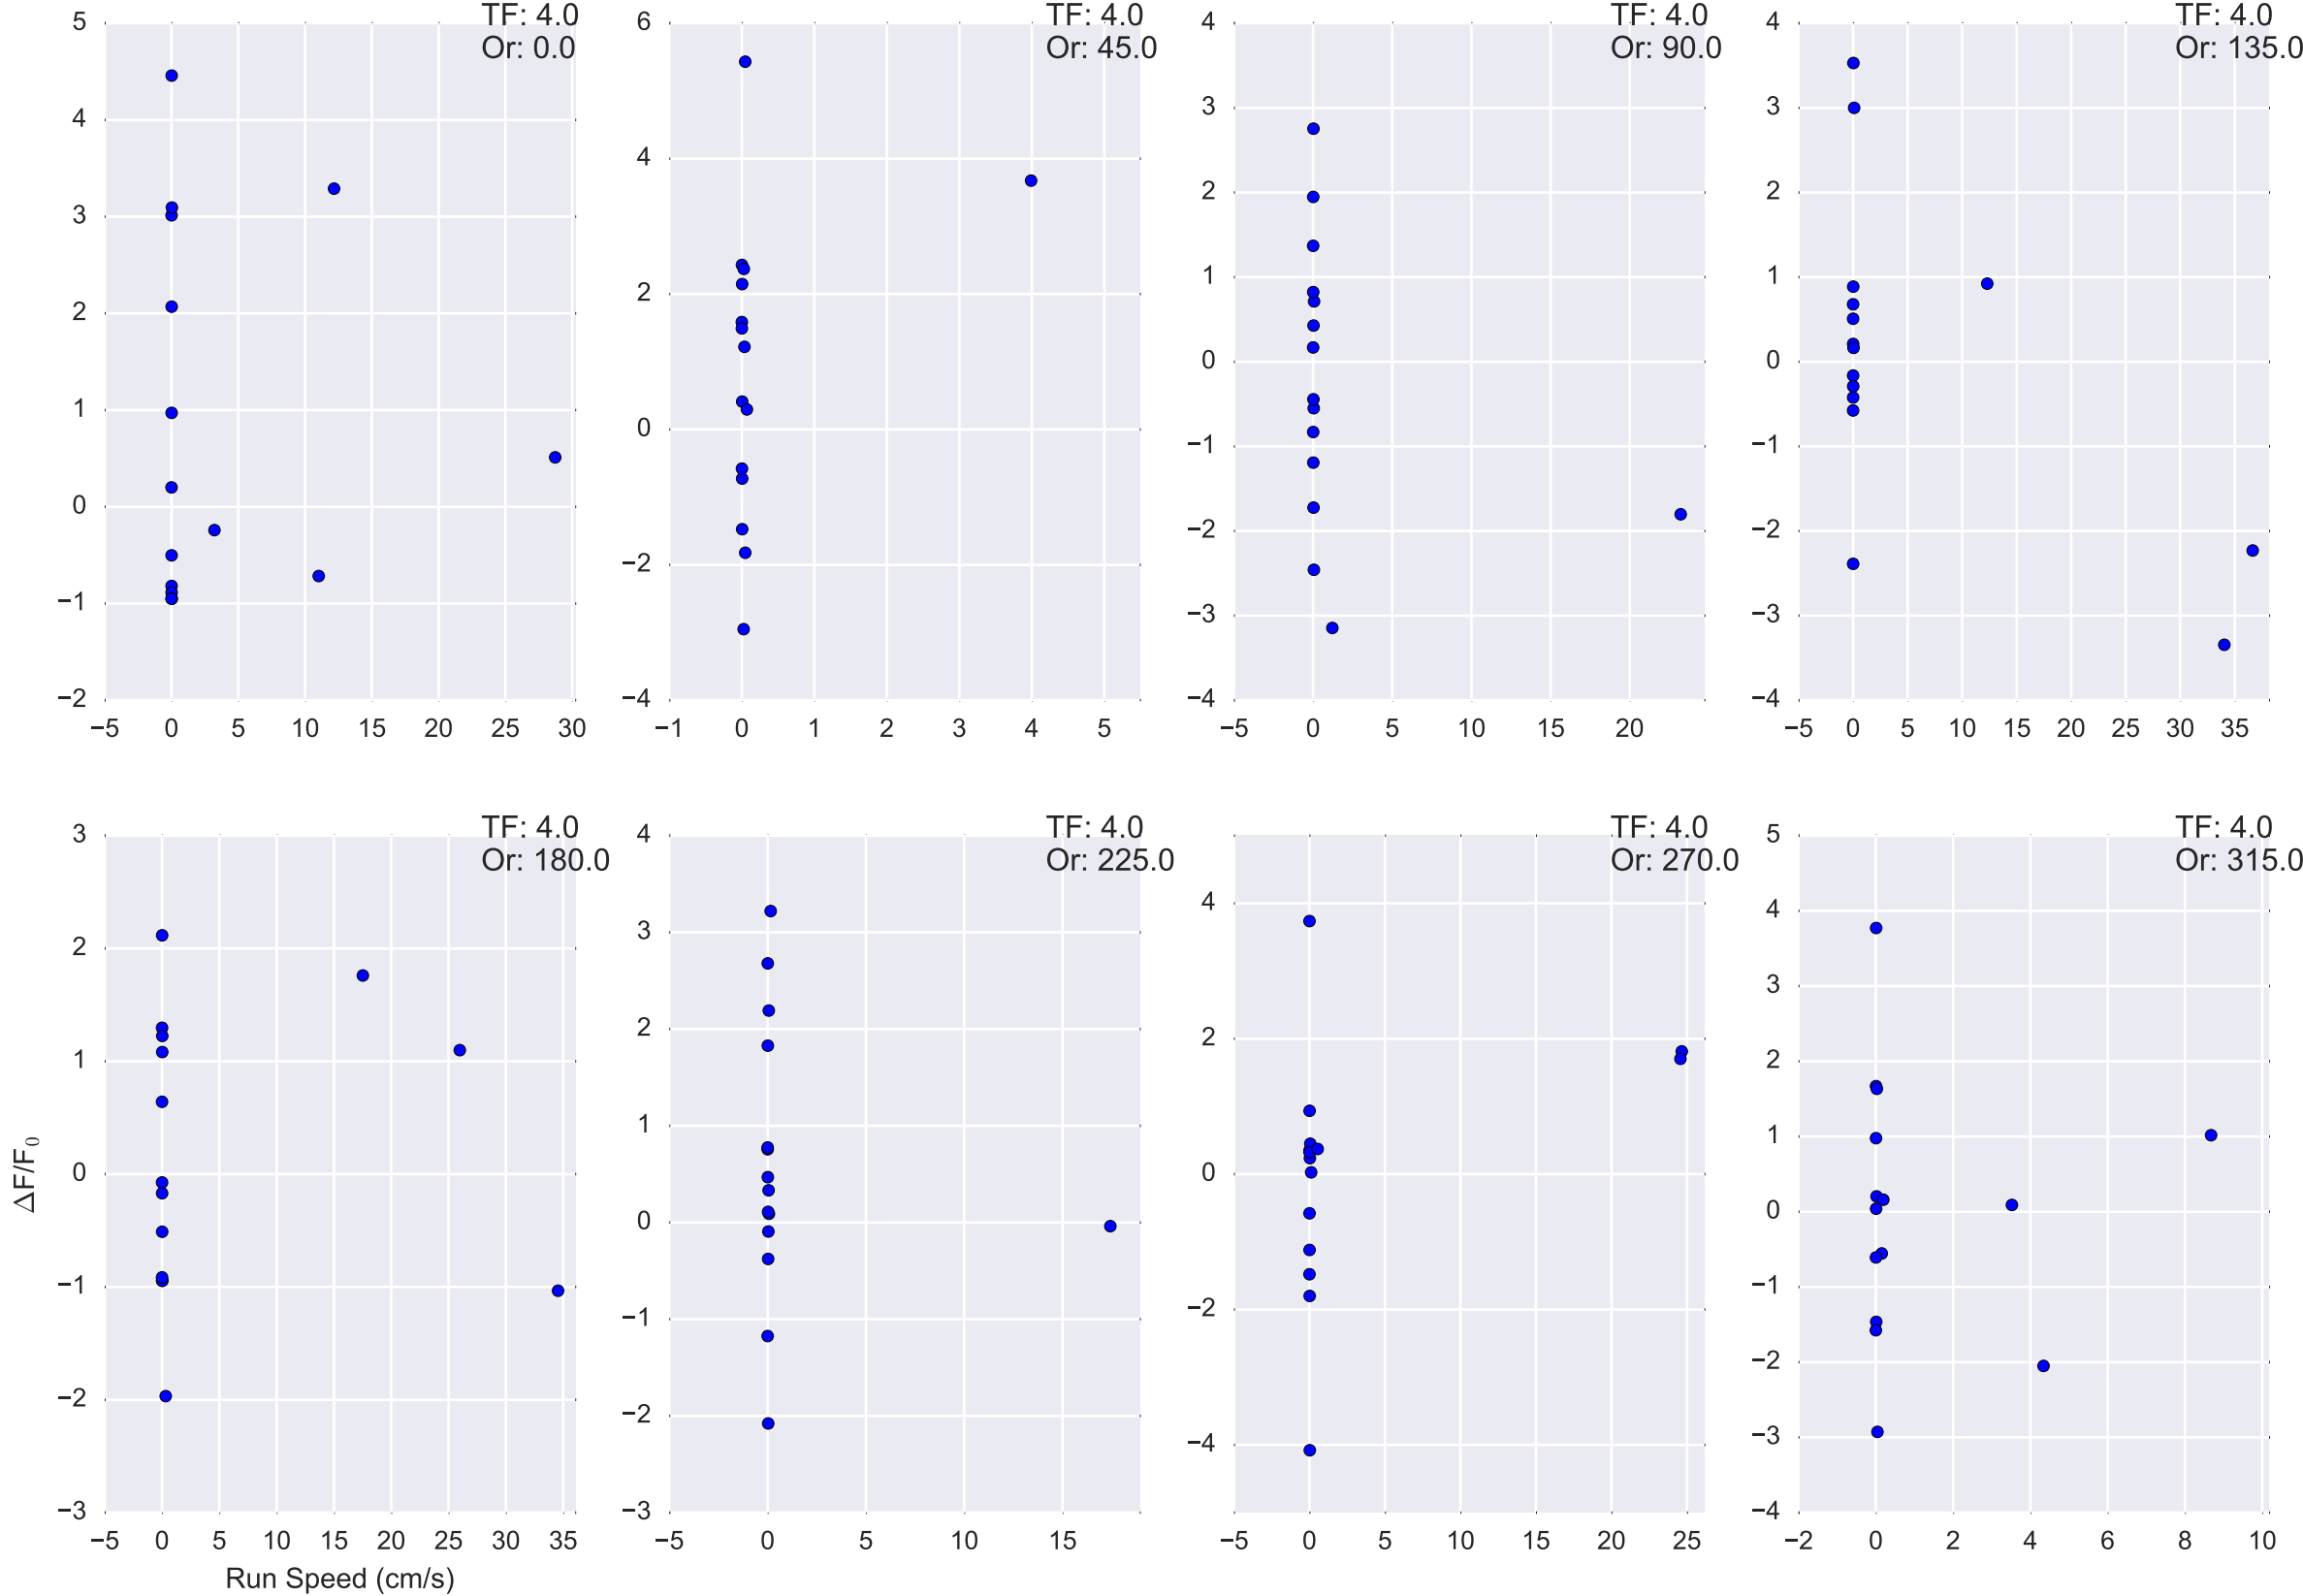 TF: 4.0
Or: 0.0
5
4
3
2
1
0
−1
−2
−5 0 5 10 15 20 25 30
TF: 4.0
Or: 45.0
6
4
2
0
−2
−4
−1 0 1 2 3 4 5
TF: 4.0
Or: 90.0
4
3
2
1
0
−1
−2
−3
−4
−5 0 5 10 15 20
TF: 4.0
Or: 135.0
4
3
2
1
0
−1
−2
−3
−4
−5 0 5 10 15 20 25 30 35
TF: 4.0
Or: 180.0
3
2
1
0
−1
−2
−3
ΔF/F₀
−5 0 5 10 15 20 25 30 35
Run Speed (cm/s)
TF: 4.0
Or: 225.0
4
3
2
1
0
−1
−2
−3
−5 0 5 10 15
TF: 4.0
Or: 270.0
4
2
0
−2
−4
−5 0 5 10 15 20 25
TF: 4.0
Or: 315.0
5
4
3
2
1
0
−1
−2
−3
−4
−2 0 2 4 6 8 10